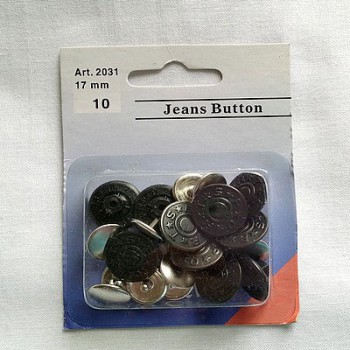 Art. 2031
17 mm
10
Jeans Button